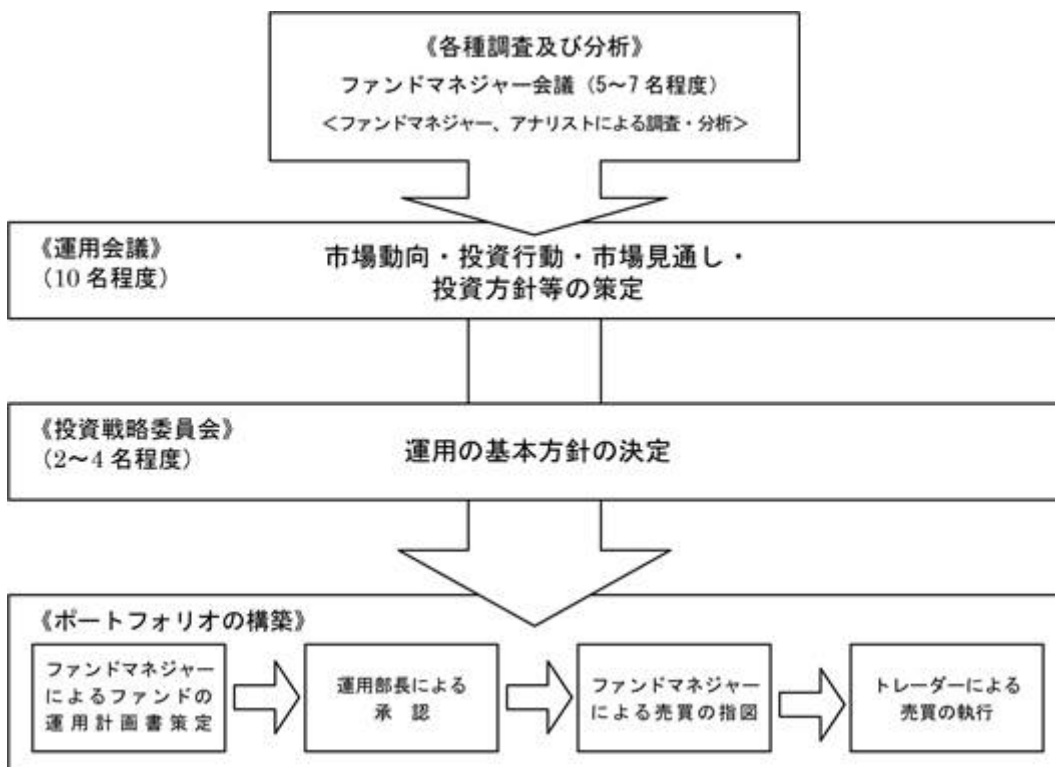 《各種調査及び分析》
ファンドマネジャー会議(5~7名程度)
<ファンドマネジャー、アナリストによる調査・分析>
《運用会議》
(10名程度)
市場動向・投資行動・市場見通し・
投資方針等の策定
《投資戦略委員会》
(2~4名程度)
運用の基本方針の決定
《ポートフォリオの構築》
ファンドマネジャー
によるファンドの
運用計画書策定
運用部長による
承 認
ファンドマネジャー
による売買の指図
トレーダーによる
売買の執行